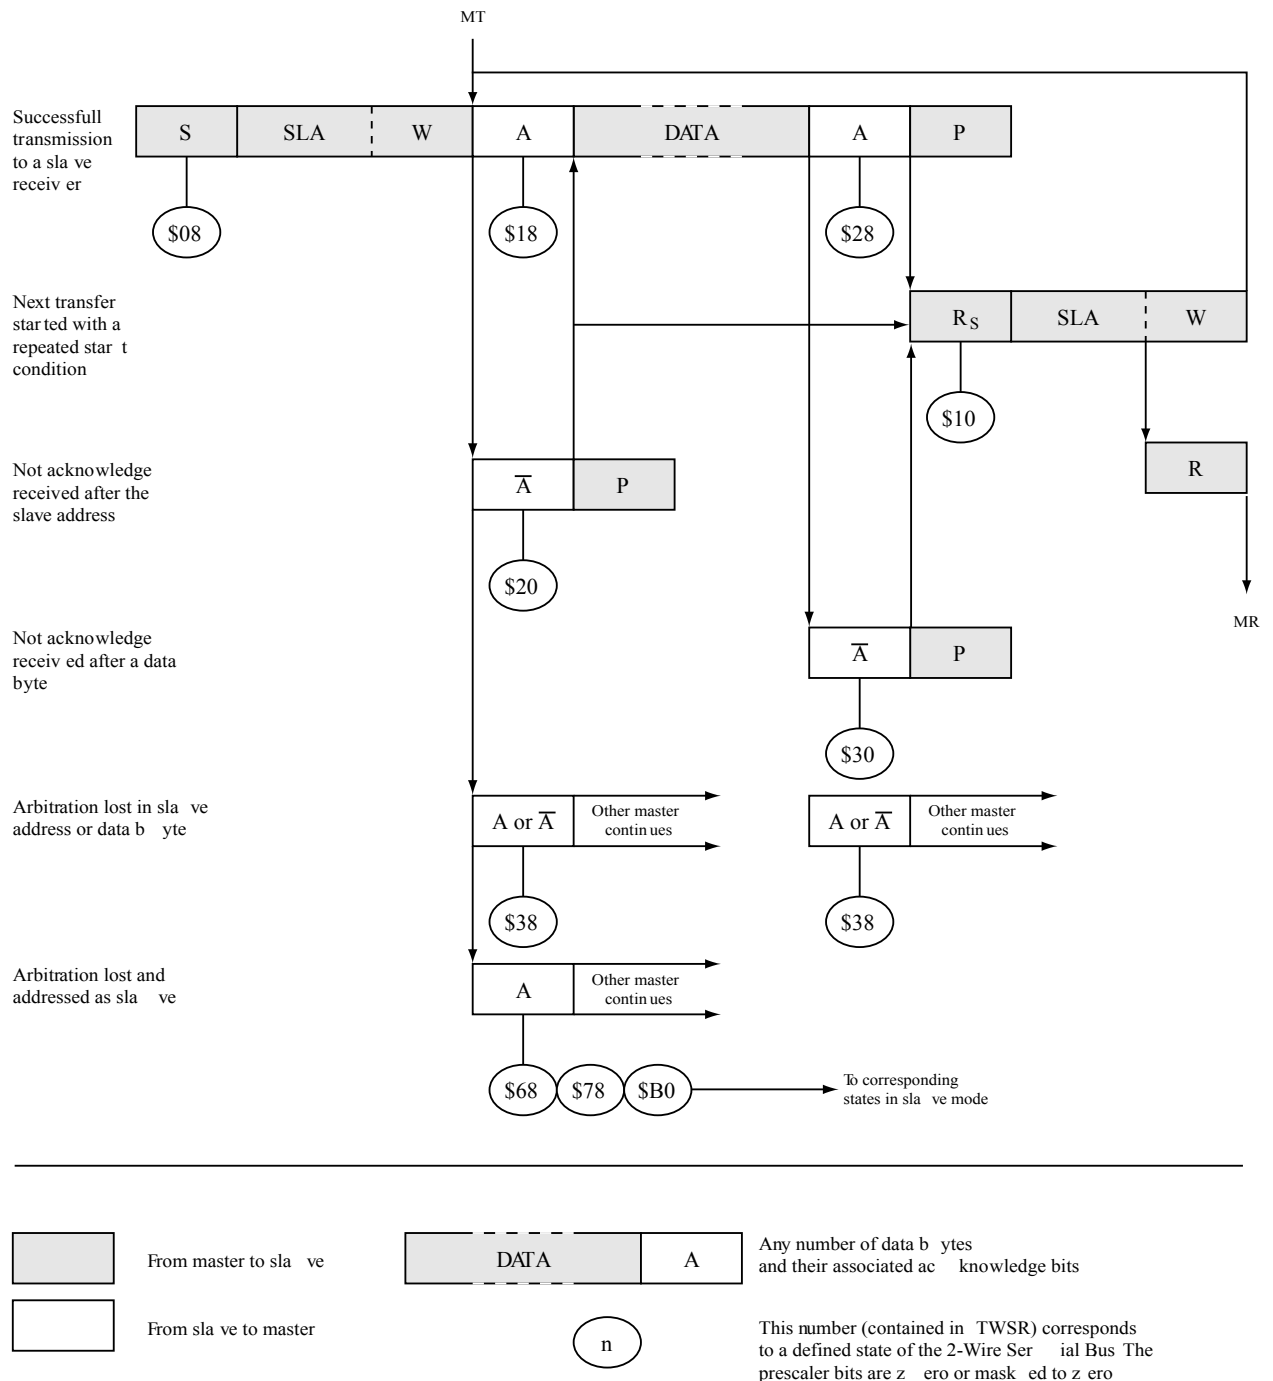 MT
Successfull
transmission
to a sla ve
receiv er
S SLA W A DATA A P
$08 $18 $28
Next transfer
star ted with a
repeated star t
condition
RS SLA W
$10
Not acknowledge
received after the
slave address
A̅ P
R
$20
MR
Not acknowledge
receiv ed after a data
byte
A̅ P
$30
Arbitration lost in sla ve
address or data b yte
A or A̅
Other master
contin ues
A or A̅
Other master
contin ues
$38 $38
Arbitration lost and
addressed as sla ve
A
Other master
contin ues
$68 $78 $B0
To corresponding
states in sla ve mode
From master to sla ve
DATA A
Any number of data b ytes
and their associated ac knowledge bits
From sla ve to master
n
This number (contained in TWSR) corresponds
to a defined state of the 2-Wire Ser ial Bus The
prescaler bits are z ero or mask ed to z ero